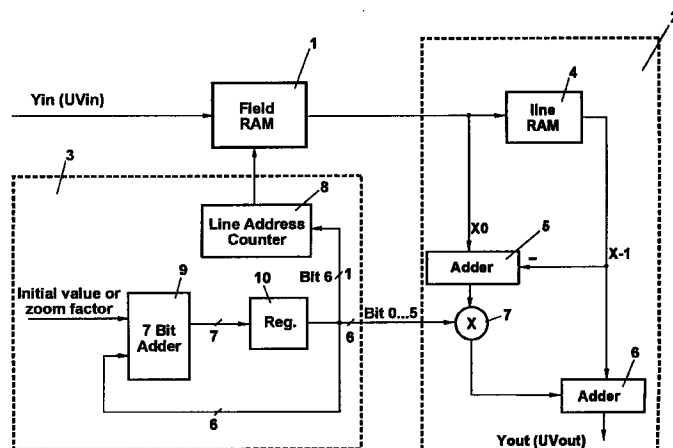 1
2
Yin (UVin)
Field
RAM
4
line
RAM
3
8
Line Address
Counter
X0
5
Adder
–
X-1
Bit 6
1
9
10
Initial value or
zoom factor
7 Bit
Adder
7
Reg.
6
Bit 0...5
X
7
6
6
Adder
Yout (UVout)